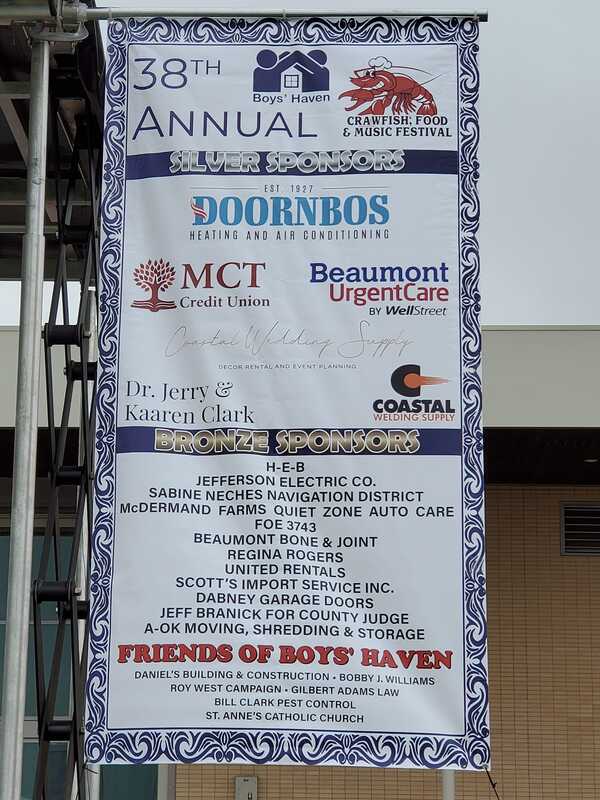 38TH
ANNUAL
Boys' Haven
CRAWFISH, FOOD
& MUSIC FESTIVAL
SILVER SPONSORS
EST. 1927
DOORNBOS
HEATING AND AIR CONDITIONING
MCT
Credit Union
Beaumont
UrgentCare
BY WellStreet
Coastal Wedding Supply
DECOR RENTAL AND EVENT PLANNING
Dr. Jerry &
Kaaren Clark
COASTAL
WELDING SUPPLY
BRONZE SPONSORS
H-E-B
JEFFERSON ELECTRIC CO.
SABINE NECHES NAVIGATION DISTRICT
McDERMAND FARMS QUIET ZONE AUTO CARE
FOE 3743
BEAUMONT BONE & JOINT
REGINA ROGERS
UNITED RENTALS
SCOTT'S IMPORT SERVICE INC.
DABNEY GARAGE DOORS
JEFF BRANICK FOR COUNTY JUDGE
A-OK MOVING, SHREDDING & STORAGE
FRIENDS OF BOYS' HAVEN
DANIEL'S BUILDING & CONSTRUCTION • BOBBY J. WILLIAMS
ROY WEST CAMPAIGN • GILBERT ADAMS LAW
BILL CLARK PEST CONTROL
ST. ANNE'S CATHOLIC CHURCH